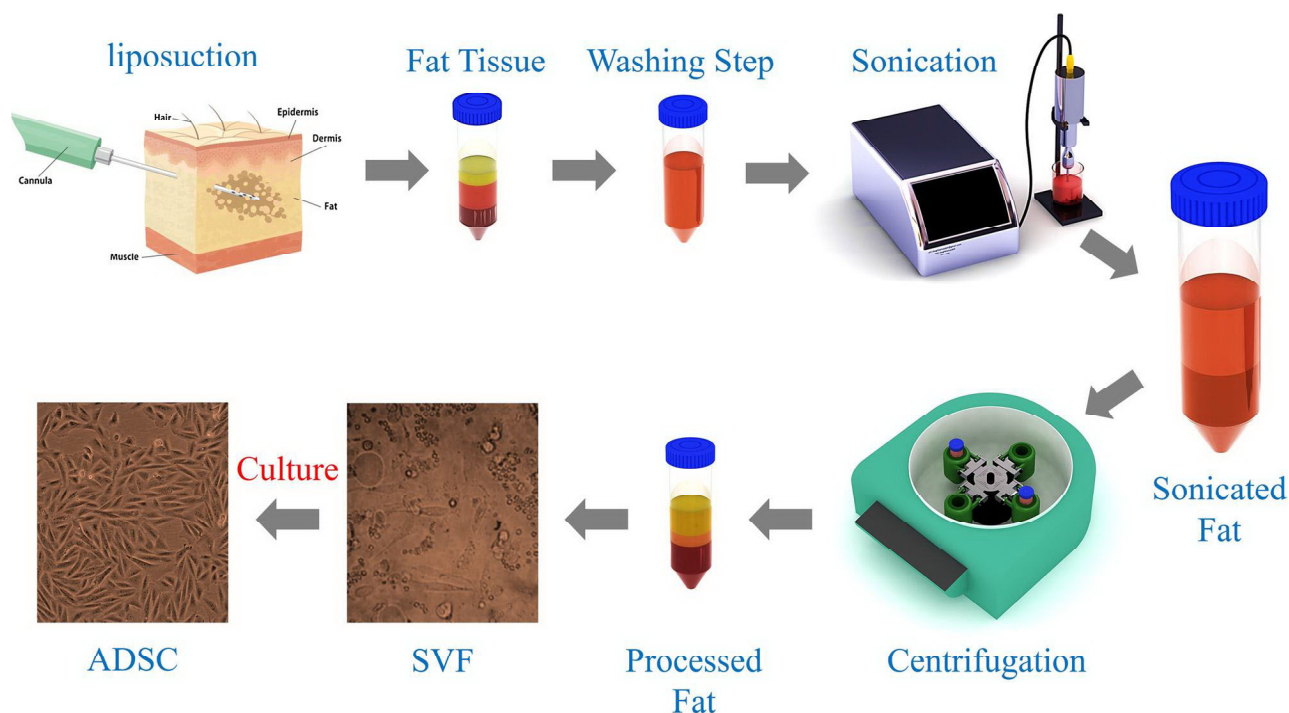 liposuction
Fat Tissue
Washing Step
Sonication
Hair
Epidermis
Dermis
Cannula
Fat
Muscle
Sonicated
Fat
Centrifugation
Processed
Fat
SVF
Culture
ADSC